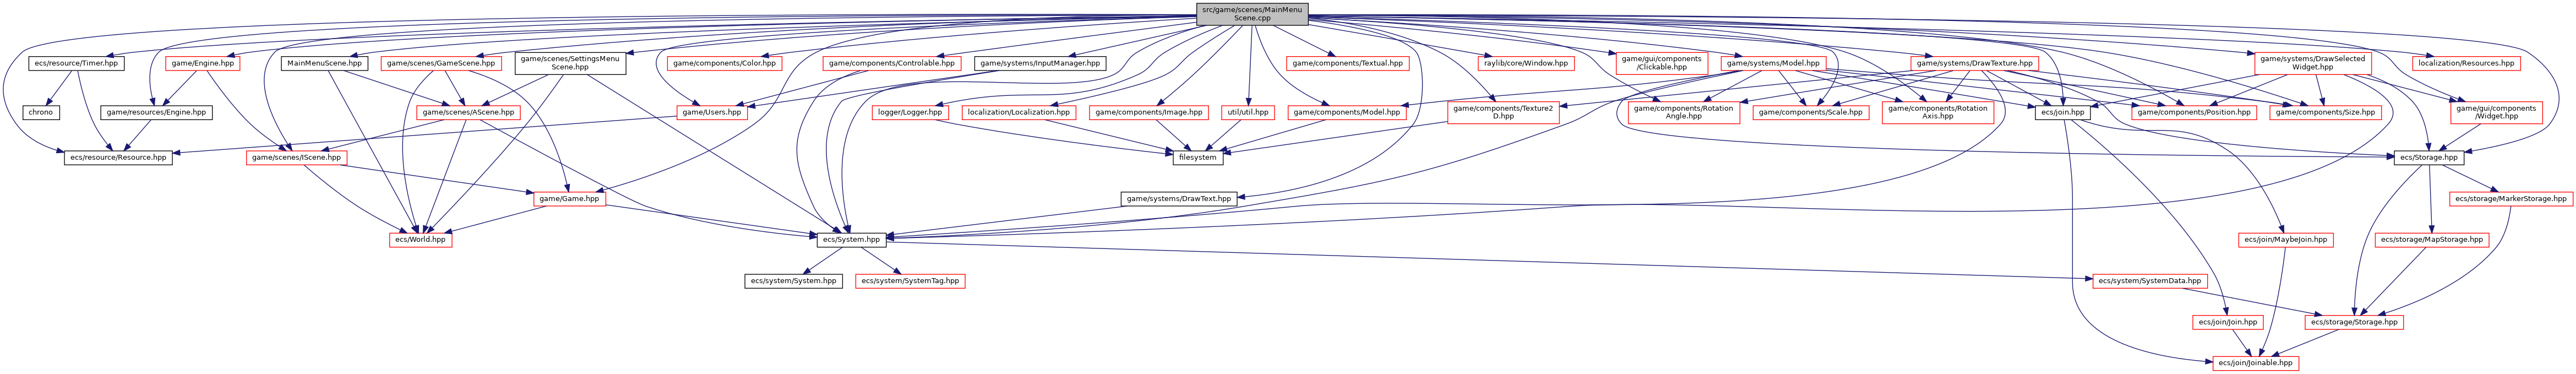 src/game/scenes/MainMenu
Scene.cpp
ecs/resource/Timer.hpp
game/Engine.hpp
MainMenuScene.hpp
game/scenes/GameScene.hpp
game/scenes/SettingsMenu
Scene.hpp
game/components/Color.hpp
game/components/Controlable.hpp
game/systems/InputManager.hpp
game/components/Textual.hpp
raylib/core/Window.hpp
game/gui/components
/Clickable.hpp
game/systems/Model.hpp
game/systems/DrawTexture.hpp
game/systems/DrawSelected
Widget.hpp
localization/Resources.hpp
chrono
game/resources/Engine.hpp
game/scenes/AScene.hpp
game/Users.hpp
logger/Logger.hpp
localization/Localization.hpp
game/components/Image.hpp
util/util.hpp
game/components/Model.hpp
game/components/Texture2
D.hpp
game/components/Rotation
Angle.hpp
game/components/Scale.hpp
game/components/Rotation
Axis.hpp
ecs/join.hpp
game/components/Position.hpp
game/components/Size.hpp
game/gui/components
/Widget.hpp
ecs/resource/Resource.hpp
game/scenes/IScene.hpp
filesystem
ecs/Storage.hpp
game/Game.hpp
game/systems/DrawText.hpp
ecs/storage/MarkerStorage.hpp
ecs/World.hpp
ecs/System.hpp
ecs/join/MaybeJoin.hpp
ecs/storage/MapStorage.hpp
ecs/system/System.hpp
ecs/system/SystemTag.hpp
ecs/system/SystemData.hpp
ecs/join/Join.hpp
ecs/storage/Storage.hpp
ecs/join/Joinable.hpp